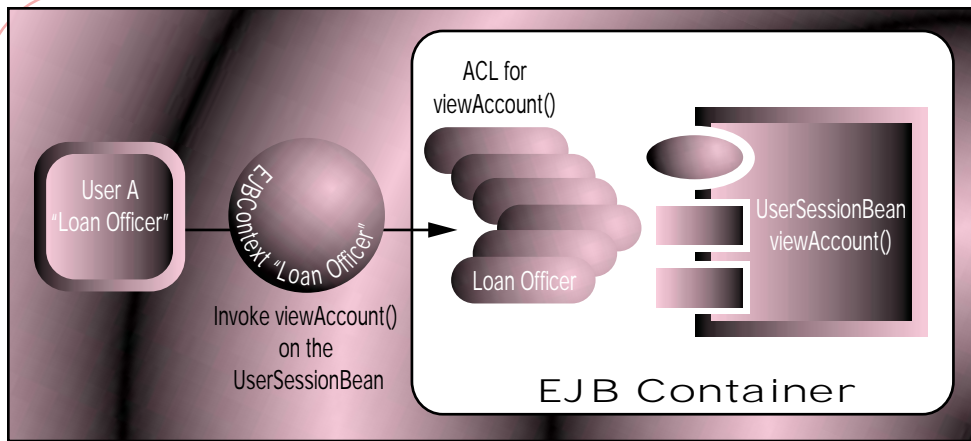 User A
"Loan Officer"
EJBContext "Loan Officer"
Invoke viewAccount()
on the
UserSessionBean
ACL for
viewAccount()
Loan Officer
UserSessionBean
viewAccount()
EJB Container